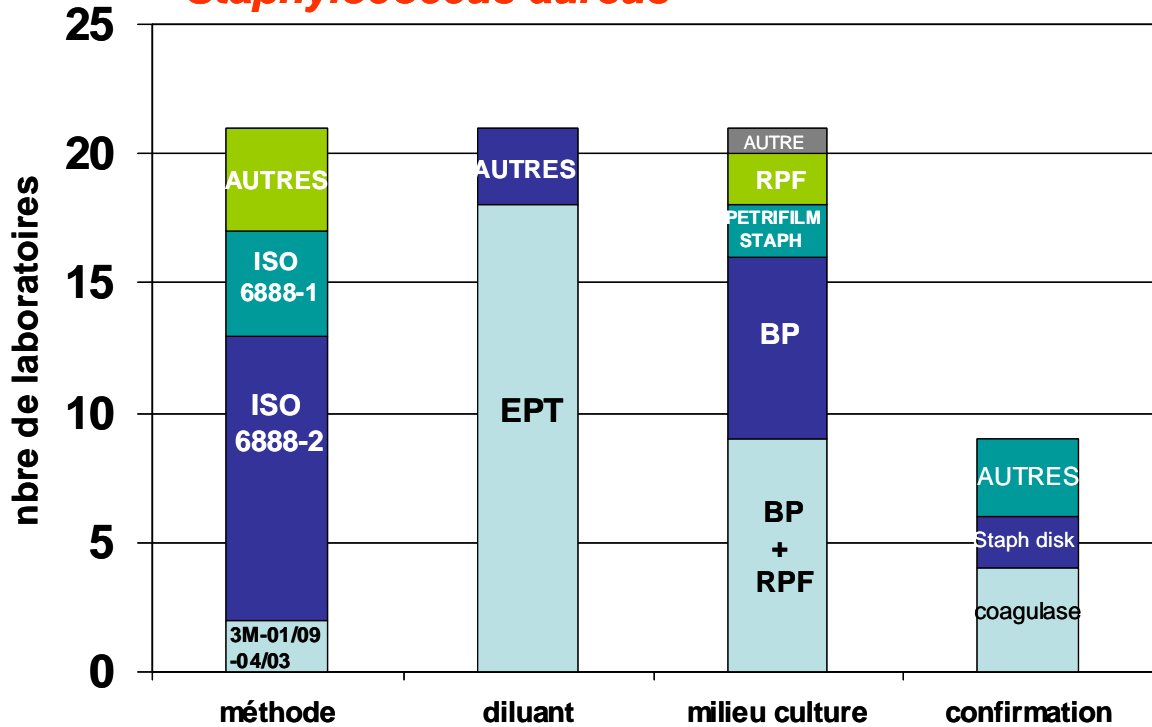 Staphylococcus aureus
nbre de laboratoires
25
20
15
10
5
0
AUTRES
ISO
6888-1
ISO
6888-2
3M-01/09
-04/03
AUTRES
EPT
AUTRE
RPF
PETRIFILM
STAPH
BP
BP
+
RPF
AUTRES
Staph disk
coagulase
méthode
diluant
milieu culture
confirmation